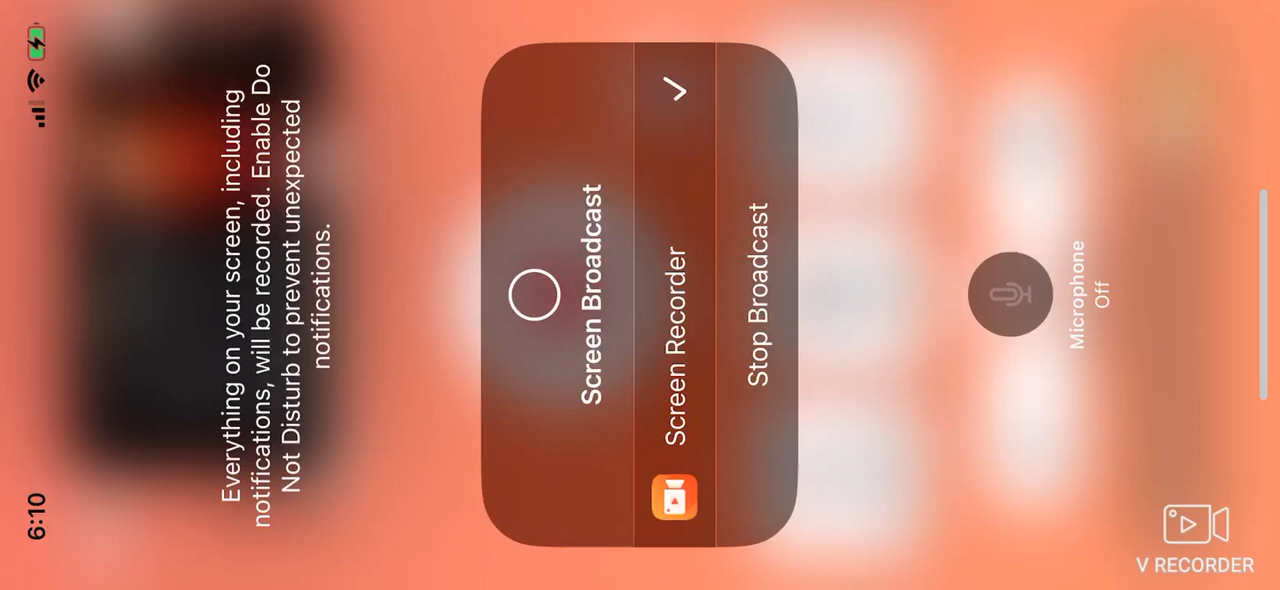 6:10
Everything on your screen, including
notifications, will be recorded. Enable Do
Not Disturb to prevent unexpected
notifications.
Screen Broadcast
Screen Recorder
Stop Broadcast
Microphone
Off
V RECORDER